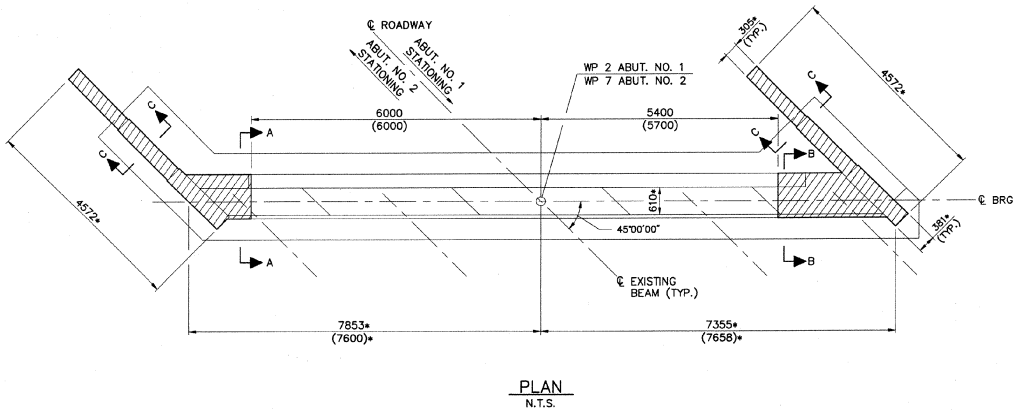 ℄ ROADWAY
ABUT. NO. 1
STATIONING
ABUT. NO. 2
STATIONING
WP 2 ABUT. NO. 1
WP 7 ABUT. NO. 2
305*
(TYP.)
4572*
6000
(6000)
5400
(5700)
C
C
A
C
C
B
4572*
610*
℄ BRG
45°00'00"
381*
(TYP.)
A
B
℄ EXISTING
BEAM (TYP.)
7853*
(7600)*
7355*
(7658)*
PLAN
N.T.S.